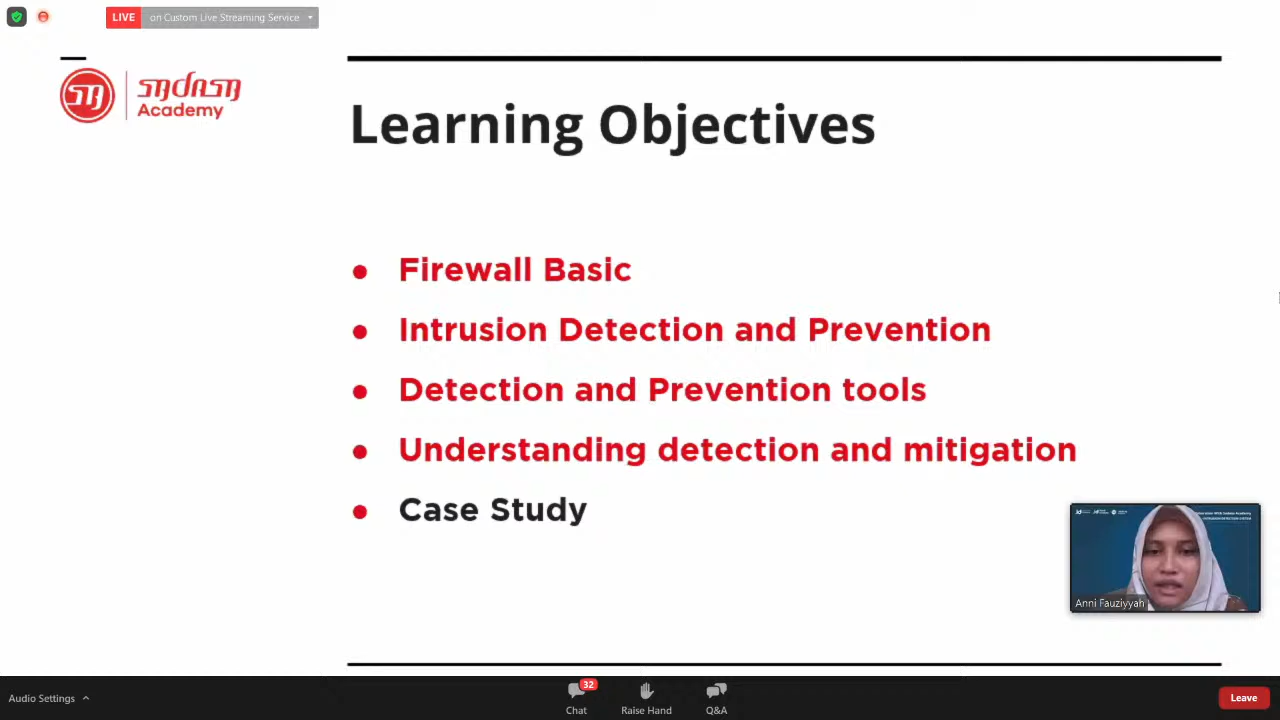 LIVE on Custom Live Streaming Service
Academy
Learning Objectives
Firewall Basic
Intrusion Detection and Prevention
Detection and Prevention tools
Understanding detection and mitigation
Case Study
Anni Fauziyyah
Audio Settings
32
Chat
Raise Hand
Q&A
Leave